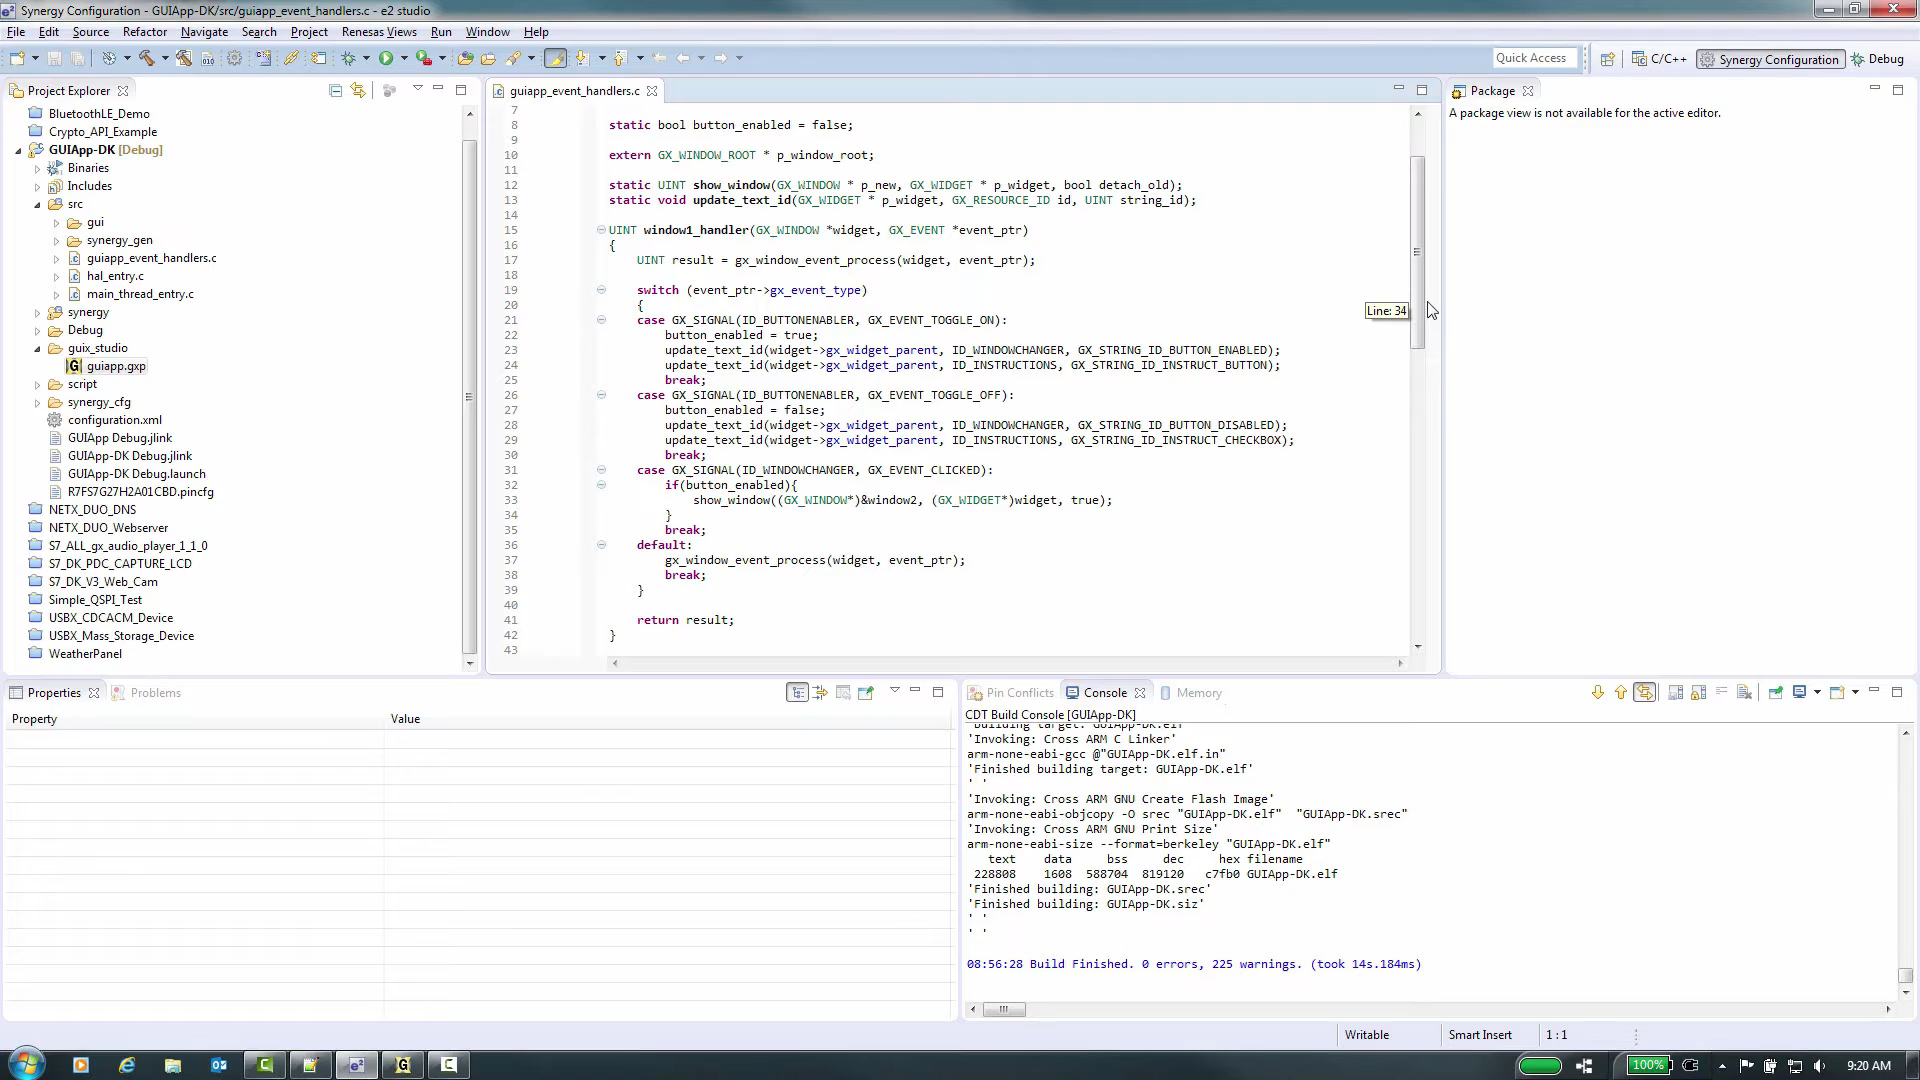 Synergy Configuration - GUIApp-DK/src/guiapp_event_handlers.c - e2 studio
File Edit Source Refactor Navigate Search Project Renesas Views Run Window Help
Quick Access
C/C++
Synergy Configuration
Debug
Project Explorer
BluetoothLE_Demo
Crypto_API_Example
GUIApp-DK [Debug]
Binaries
Includes
src
gui
synergy_gen
guiapp_event_handlers.c
hal_entry.c
main_thread_entry.c
synergy
Debug
guix_studio
guiapp.gxp
script
synergy_cfg
configuration.xml
GUIApp Debug.jlink
GUIApp-DK Debug.jlink
GUIApp-DK Debug.launch
R7FS7G27H2A01CBD.pincfg
NETX_DUO_DNS
NETX_DUO_Webserver
S7_ALL_gx_audio_player_1_1_0
S7_DK_PDC_CAPTURE_LCD
S7_DK_V3_Web_Cam
Simple_QSPI_Test
USBX_CDCACM_Device
USBX_Mass_Storage_Device
WeatherPanel
guiapp_event_handlers.c
7
8 static bool button_enabled = false;
9
10 extern GX_WINDOW_ROOT * p_window_root;
11
12 static UINT show_window(GX_WINDOW * p_new, GX_WIDGET * p_widget, bool detach_old);
13 static void update_text_id(GX_WIDGET * p_widget, GX_RESOURCE_ID id, UINT string_id);
14
15 UINT window1_handler(GX_WINDOW *widget, GX_EVENT *event_ptr)
16 {
17 UINT result = gx_window_event_process(widget, event_ptr);
18
19 switch (event_ptr->gx_event_type)
20 {
21 case GX_SIGNAL(ID_BUTTONENABLER, GX_EVENT_TOGGLE_ON):
22 button_enabled = true;
23 update_text_id(widget->gx_widget_parent, ID_WINDOWCHANGER, GX_STRING_ID_BUTTON_ENABLED);
24 update_text_id(widget->gx_widget_parent, ID_INSTRUCTIONS, GX_STRING_ID_INSTRUCT_BUTTON);
25 break;
26 case GX_SIGNAL(ID_BUTTONENABLER, GX_EVENT_TOGGLE_OFF):
27 button_enabled = false;
28 update_text_id(widget->gx_widget_parent, ID_WINDOWCHANGER, GX_STRING_ID_BUTTON_DISABLED);
29 update_text_id(widget->gx_widget_parent, ID_INSTRUCTIONS, GX_STRING_ID_INSTRUCT_CHECKBOX);
30 break;
31 case GX_SIGNAL(ID_WINDOWCHANGER, GX_EVENT_CLICKED):
32 if(button_enabled){
33 show_window((GX_WINDOW*)&window2, (GX_WIDGET*)widget, true);
34 }
35 break;
36 default:
37 gx_window_event_process(widget, event_ptr);
38 break;
39 }
40
41 return result;
42 }
43
Line: 34
Package
A package view is not available for the active editor.
Properties
Problems
Property Value
Pin Conflicts
Console
Memory
CDT Build Console [GUIApp-DK]
'Building target: GUIApp-DK.elf'
'Invoking: Cross ARM C Linker'
arm-none-eabi-gcc @"GUIApp-DK.elf.in"
'Finished building target: GUIApp-DK.elf'
' '
'Invoking: Cross ARM GNU Create Flash Image'
arm-none-eabi-objcopy -O srec "GUIApp-DK.elf" "GUIApp-DK.srec"
'Invoking: Cross ARM GNU Print Size'
arm-none-eabi-size --format=berkeley "GUIApp-DK.elf"
text data bss dec hex filename
228808 1608 588704 819120 c7fb0 GUIApp-DK.elf
'Finished building: GUIApp-DK.srec'
'Finished building: GUIApp-DK.siz'
' '
' '
08:56:28 Build Finished. 0 errors, 225 warnings. (took 14s.184ms)
Writable
Smart Insert
1 : 1
100%
9:20 AM